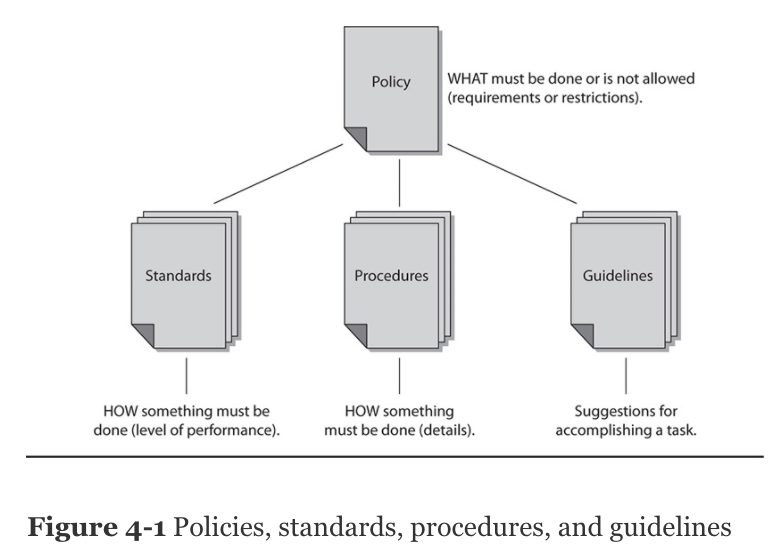 Policy
WHAT must be done or is not allowed
(requirements or restrictions).
Standards
Procedures
Guidelines
HOW something must be
done (level of performance).
HOW something
must be done (details).
Suggestions for
accomplishing a task.
Figure 4-1 Policies, standards, procedures, and guidelines